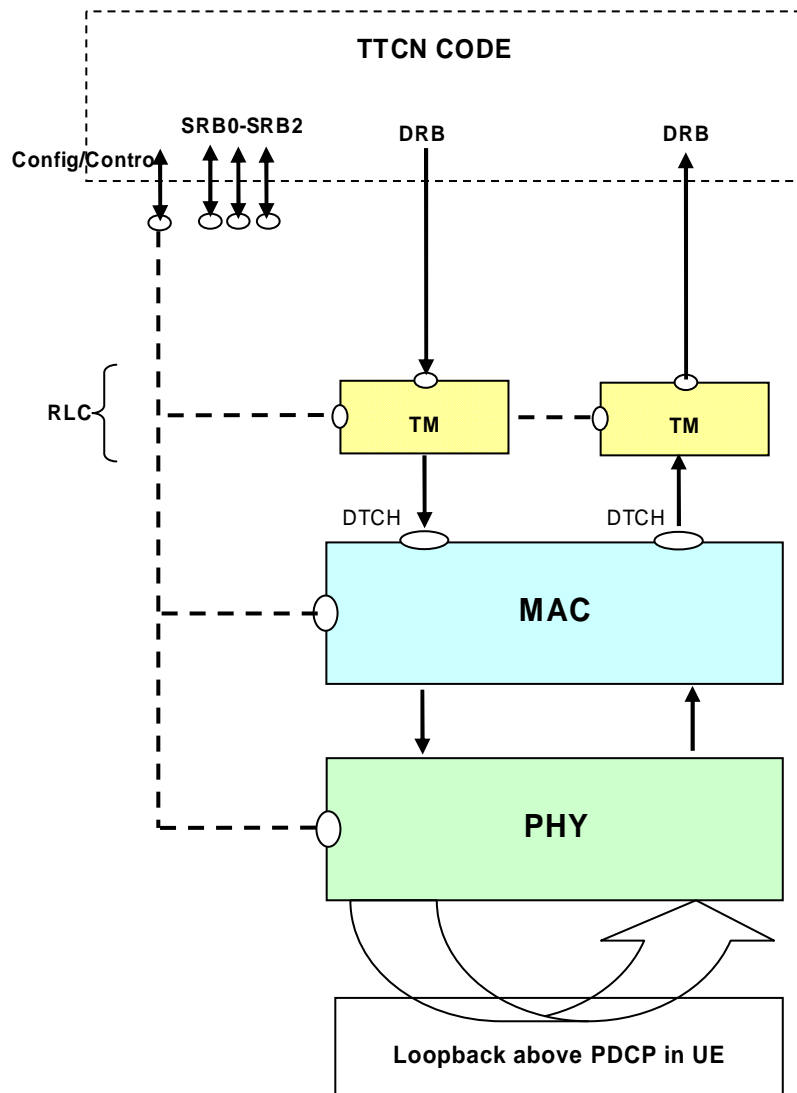 TTCN CODE
SRB0-SRB2
DRB
DRB
Config/Contro
RLC
TM
TM
DTCH
DTCH
MAC
PHY
Loopback above PDCP in UE